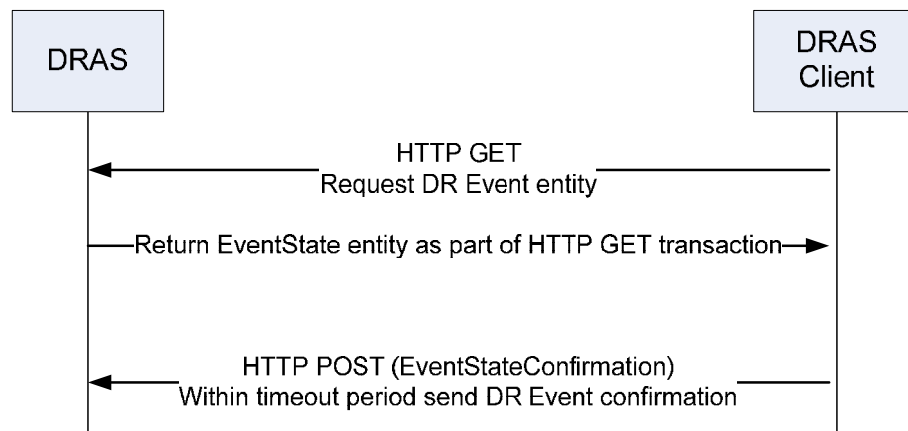 DRAS
DRAS
Client
HTTP GET
Request DR Event entity
Return EventState entity as part of HTTP GET transaction
HTTP POST (EventStateConfirmation)
Within timeout period send DR Event confirmation